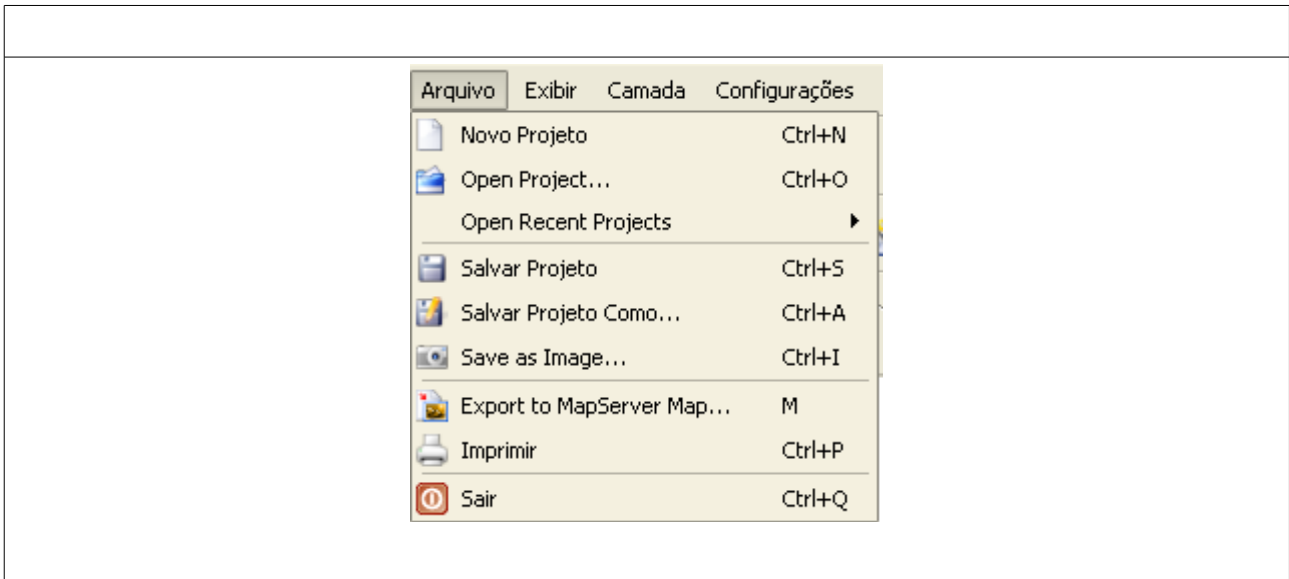 Arquivo Exibir Camada Configurações
Novo Projeto Ctrl+N
Open Project... Ctrl+O
Open Recent Projects
Salvar Projeto Ctrl+S
Salvar Projeto Como... Ctrl+A
Save as Image... Ctrl+I
Export to MapServer Map... M
Imprimir Ctrl+P
Sair Ctrl+Q